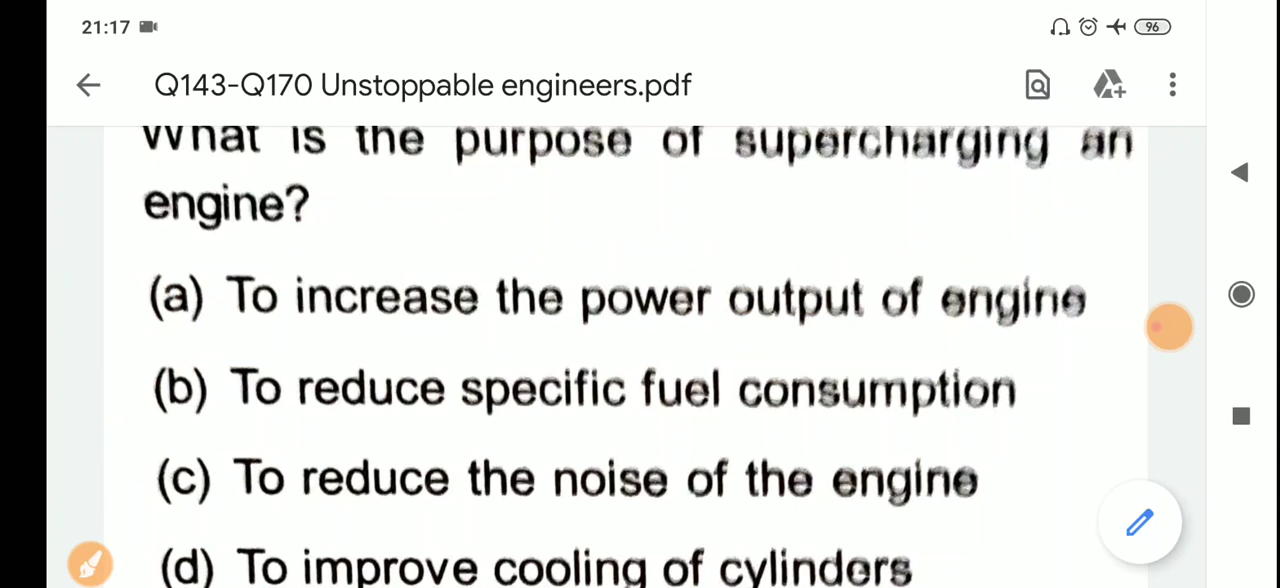 21:17
96
Q143-Q170 Unstoppable engineers.pdf
What is the purpose of supercharging an
engine?
(a) To increase the power output of engine
(b) To reduce specific fuel consumption
(c) To reduce the noise of the engine
(d) To improve cooling of cylinders